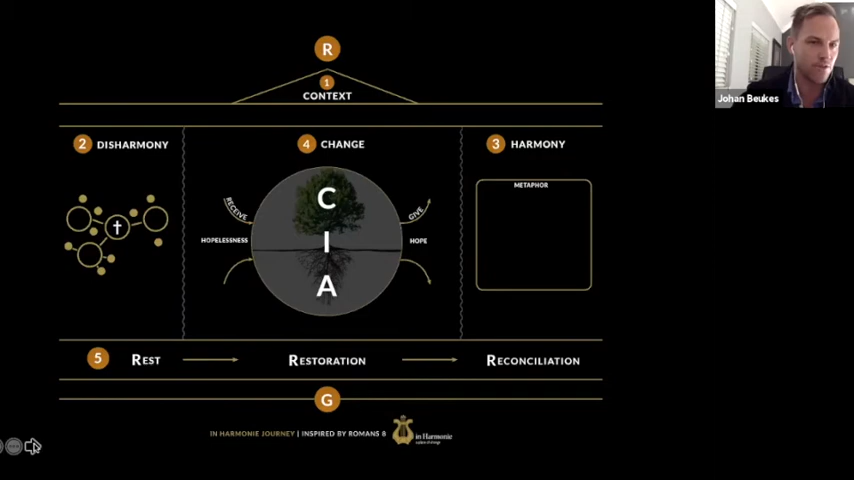 R
1
CONTEXT
Johan Beukes
2 DISHARMONY
4 CHANGE
3 HARMONY
METAPHOR
RECEIVE
C
GIVE
HOPELESSNESS
I
HOPE
A
5 REST
RESTORATION
RECONCILIATION
G
IN HARMONIE JOURNEY | INSPIRED BY ROMANS 8
in Harmonie